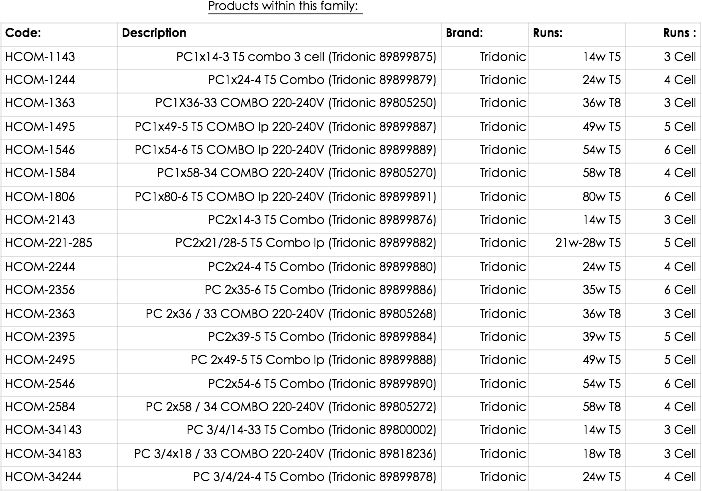 Products within this family:
Code: Description Brand: Runs: Runs :
HCOM-1143 PC1x14-3 T5 combo 3 cell (Tridonic 89899875) Tridonic 14w T5 3 Cell
HCOM-1244 PC1x24-4 T5 Combo (Tridonic 89899879) Tridonic 24w T5 4 Cell
HCOM-1363 PC1X36-33 COMBO 220-240V (Tridonic 89805250) Tridonic 36w T8 3 Cell
HCOM-1495 PC1x49-5 T5 COMBO lp 220-240V (Tridonic 89899887) Tridonic 49w T5 5 Cell
HCOM-1546 PC1x54-6 T5 COMBO lp 220-240V (Tridonic 89899889) Tridonic 54w T5 6 Cell
HCOM-1584 PC1x58-34 COMBO 220-240V (Tridonic 89805270) Tridonic 58w T8 4 Cell
HCOM-1806 PC1x80-6 T5 COMBO lp 220-240V (Tridonic 89899891) Tridonic 80w T5 6 Cell
HCOM-2143 PC2x14-3 T5 Combo (Tridonic 89899876) Tridonic 14w T5 3 Cell
HCOM-221-285 PC2x21/28-5 T5 Combo lp (Tridonic 89899882) Tridonic 21w-28w T5 5 Cell
HCOM-2244 PC2x24-4 T5 Combo (Tridonic 89899880) Tridonic 24w T5 4 Cell
HCOM-2356 PC 2x35-6 T5 Combo (Tridonic 89899886) Tridonic 35w T5 6 Cell
HCOM-2363 PC 2x36 / 33 COMBO 220-240V (Tridonic 89805268) Tridonic 36w T8 3 Cell
HCOM-2395 PC2x39-5 T5 Combo (Tridonic 89899884) Tridonic 39w T5 5 Cell
HCOM-2495 PC 2x49-5 T5 Combo lp (Tridonic 89899888) Tridonic 49w T5 5 Cell
HCOM-2546 PC2x54-6 T5 Combo (Tridonic 89899890) Tridonic 54w T5 6 Cell
HCOM-2584 PC 2x58 / 34 COMBO 220-240V (Tridonic 89805272) Tridonic 58w T8 4 Cell
HCOM-34143 PC 3/4/14-33 T5 Combo (Tridonic 89800002) Tridonic 14w T5 3 Cell
HCOM-34183 PC 3/4x18 / 33 COMBO 220-240V (Tridonic 89818236) Tridonic 18w T8 3 Cell
HCOM-34244 PC 3/4/24-4 T5 Combo (Tridonic 89899878) Tridonic 24w T5 4 Cell